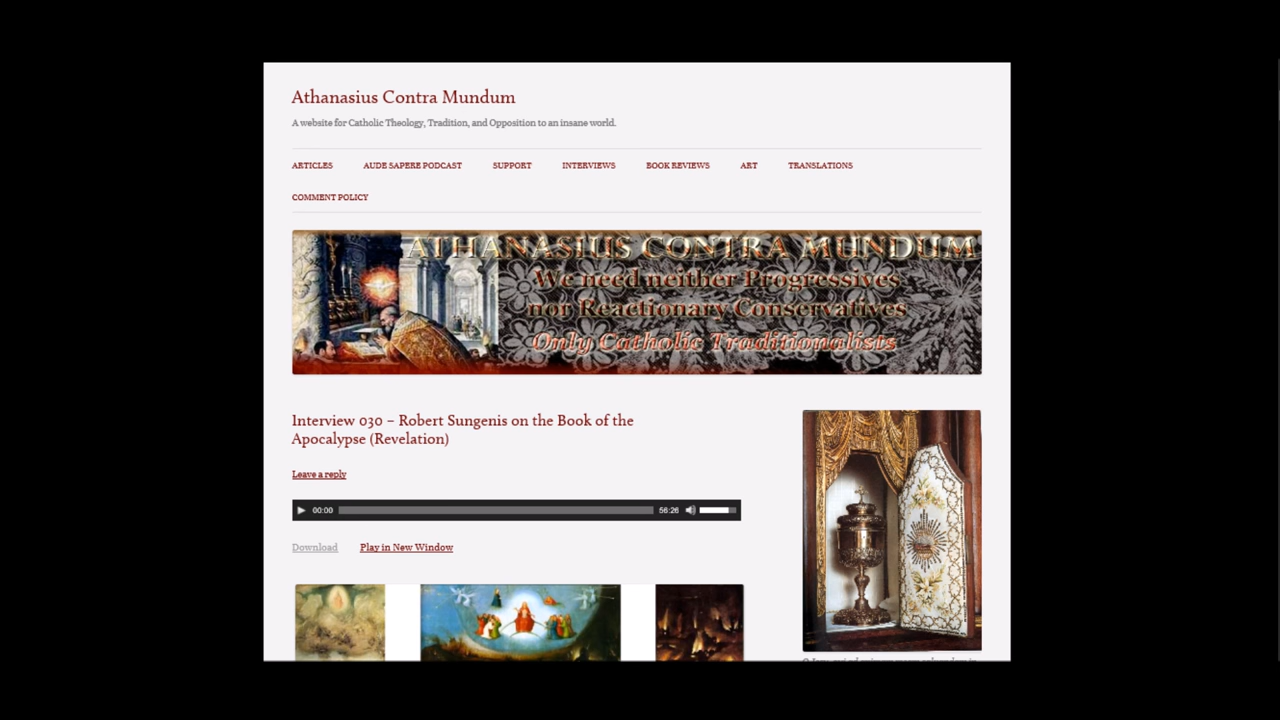 Athanasius Contra Mundum
A website for Catholic Theology, Tradition, and Opposition to an insane world.
ARTICLES AUDE SAPERE PODCAST SUPPORT INTERVIEWS BOOK REVIEWS ART TRANSLATIONS
COMMENT POLICY
ATHANASIUS CONTRA MUNDUM
We need neither Progressives
nor Reactionary Conservatives
Only Catholic Traditionalists
Interview 030 – Robert Sungenis on the Book of the
Apocalypse (Revelation)
Leave a reply
00:00 56:26
Download Play in New Window